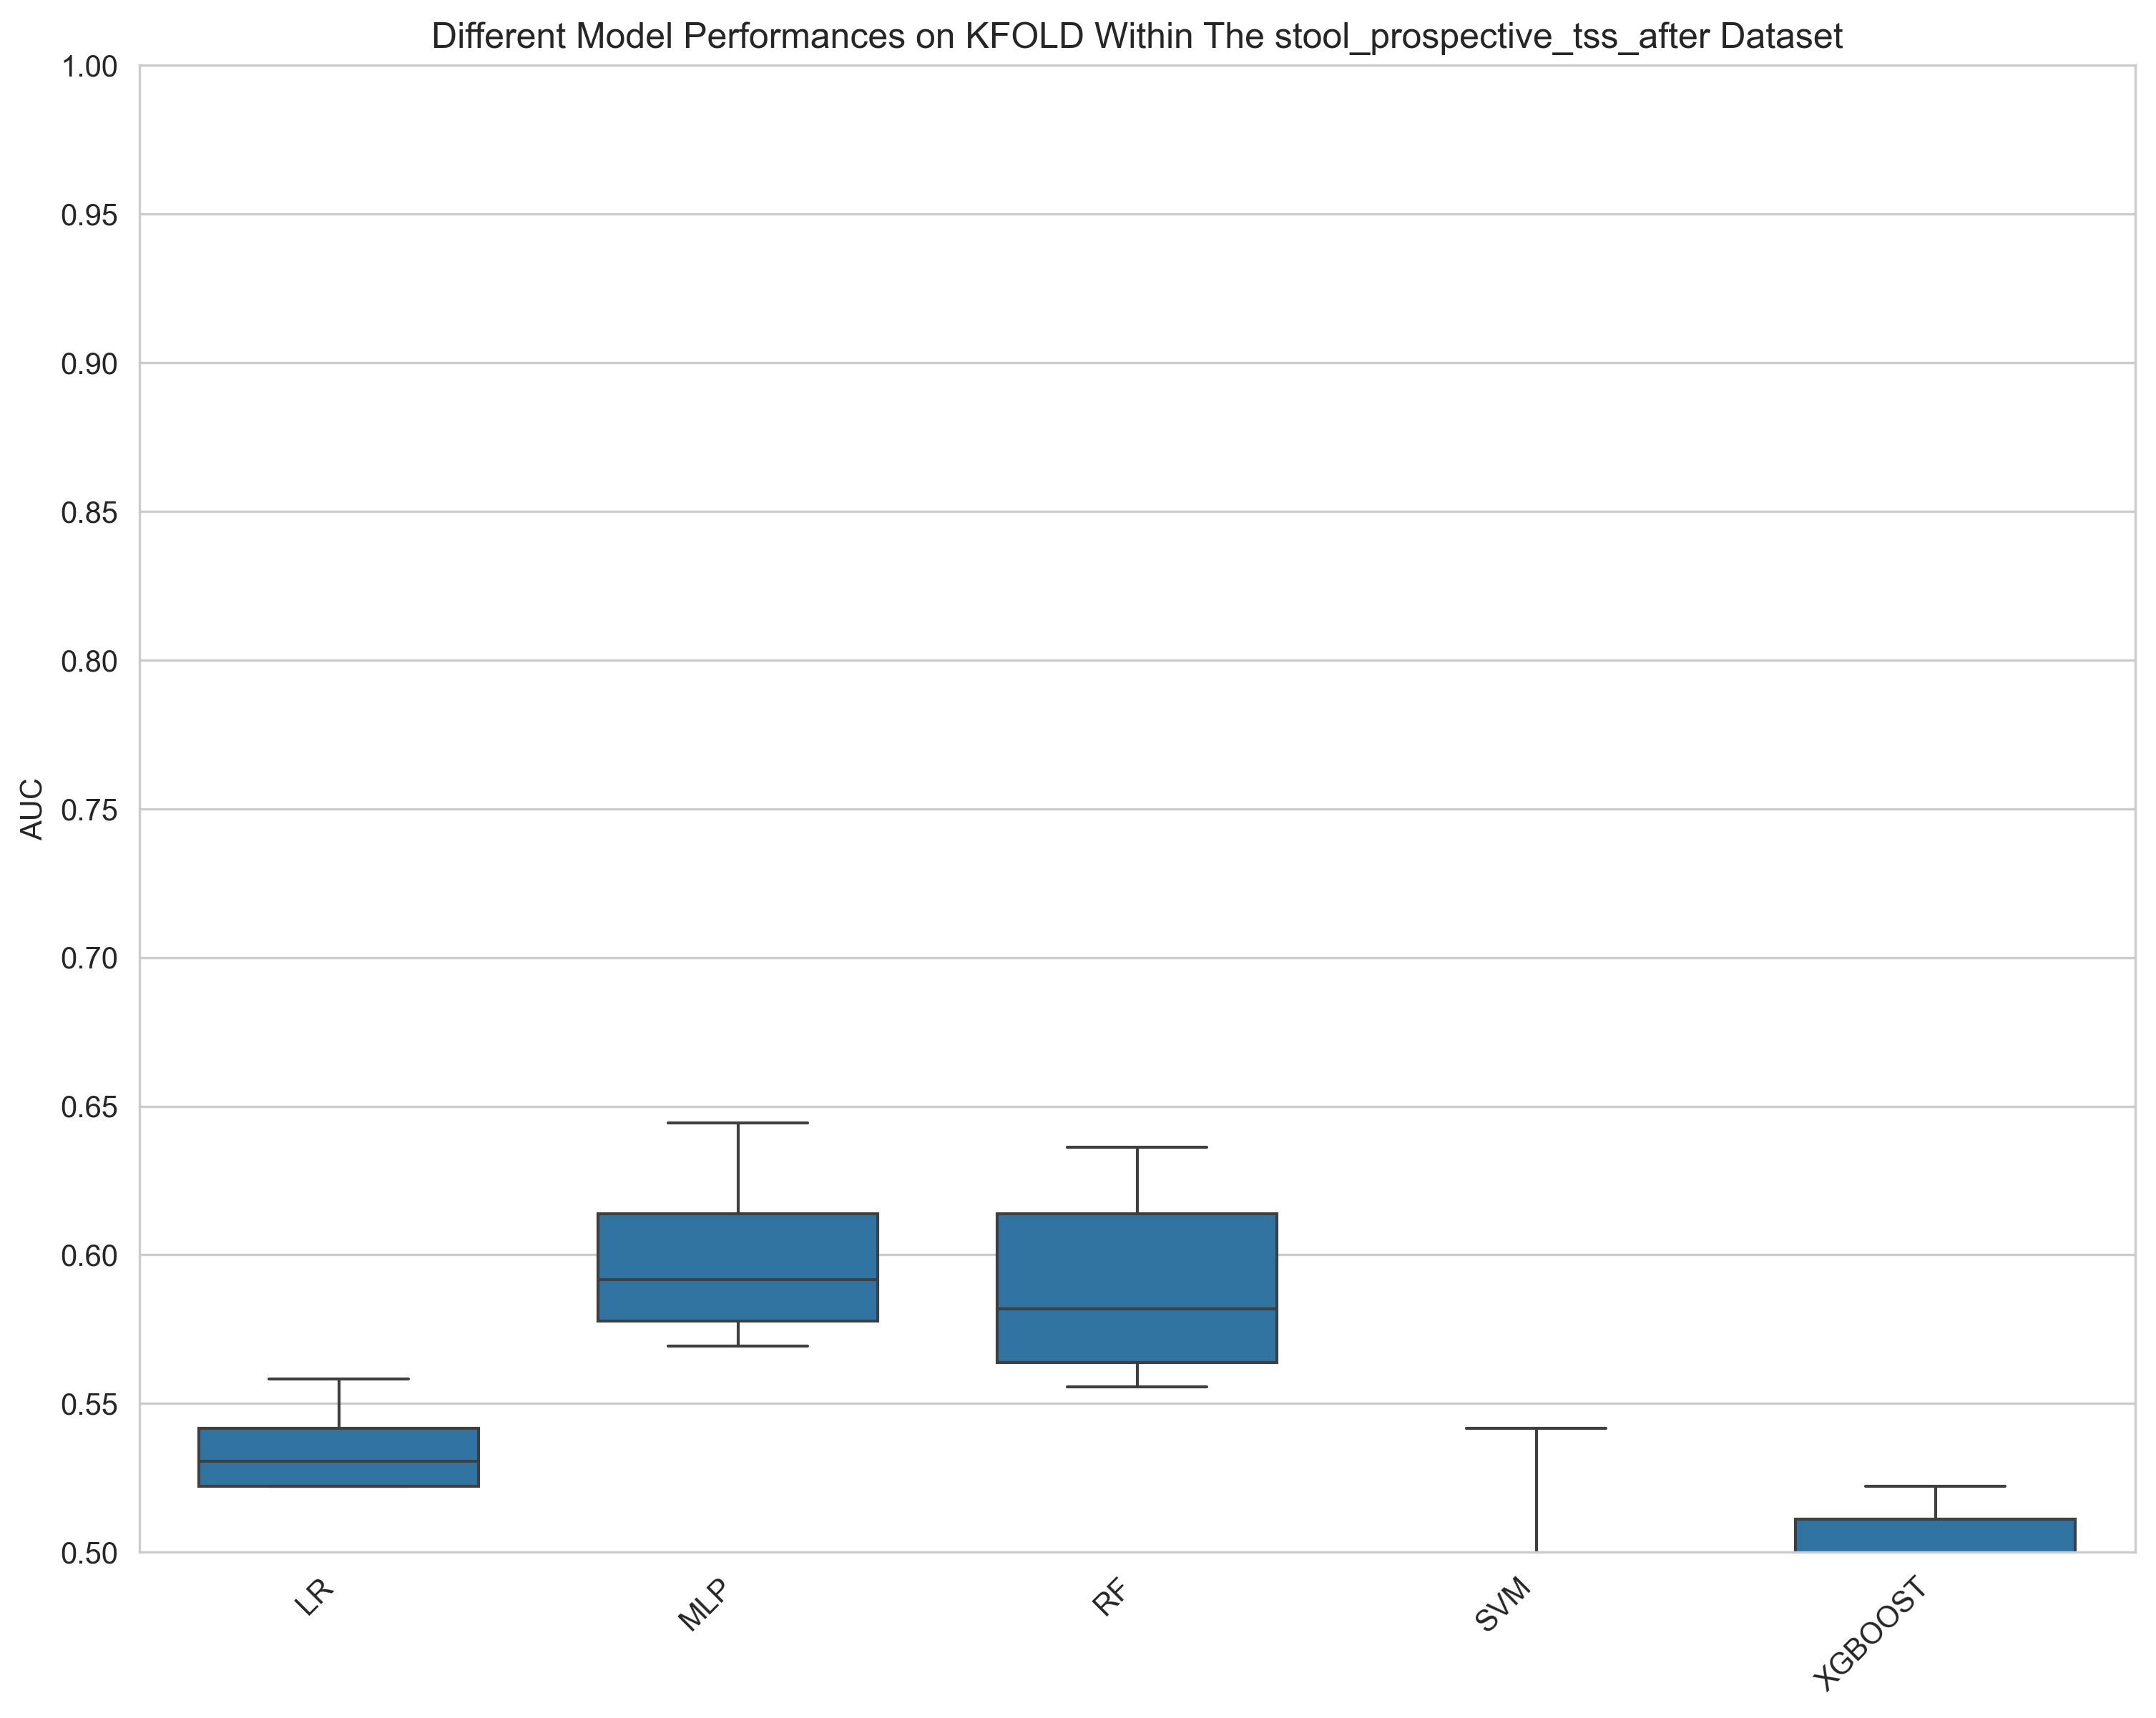 Different Model Performances on KFOLD Within The stool_prospective_tss_after Dataset
1.00
0.95
0.90
0.85
0.80
0.75
0.70
0.65
0.60
0.55
0.50
AUC
LR
MLP
RF
SVM
XGBOOST